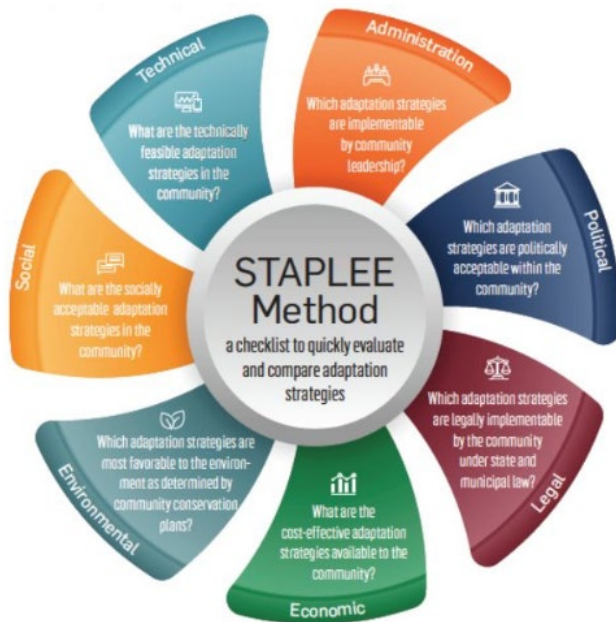 STAPLEE
Method
a checklist to quickly evaluate
and compare adaptation
strategies
Social
What are the socially
acceptable adaptation
strategies in the
community?
Technical
What are the technically
feasible adaptation
strategies in the
community?
Administration
Which adaptation strategies
are implementable
by community
leadership?
Political
Which adaptation
strategies are politically
acceptable within the
community?
Legal
Which adaptation strategies
are legally implementable
by the community
under state and
municipal law?
Economic
What are the
cost-effective adaptation
strategies available to the
community?
Environmental
Which adaptation strategies are
most favorable to the environ-
ment as determined by
community conservation
plans?